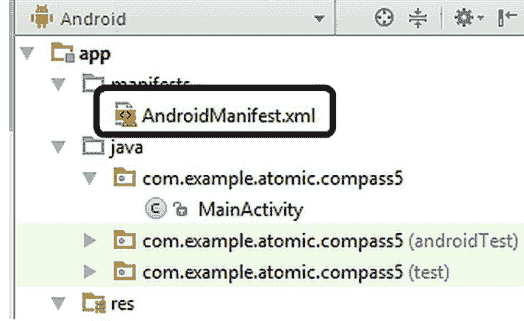 Android
app
manifests
AndroidManifest.xml
java
com.example.atomic.compass5
C MainActivity
com.example.atomic.compass5 (androidTest)
com.example.atomic.compass5 (test)
res